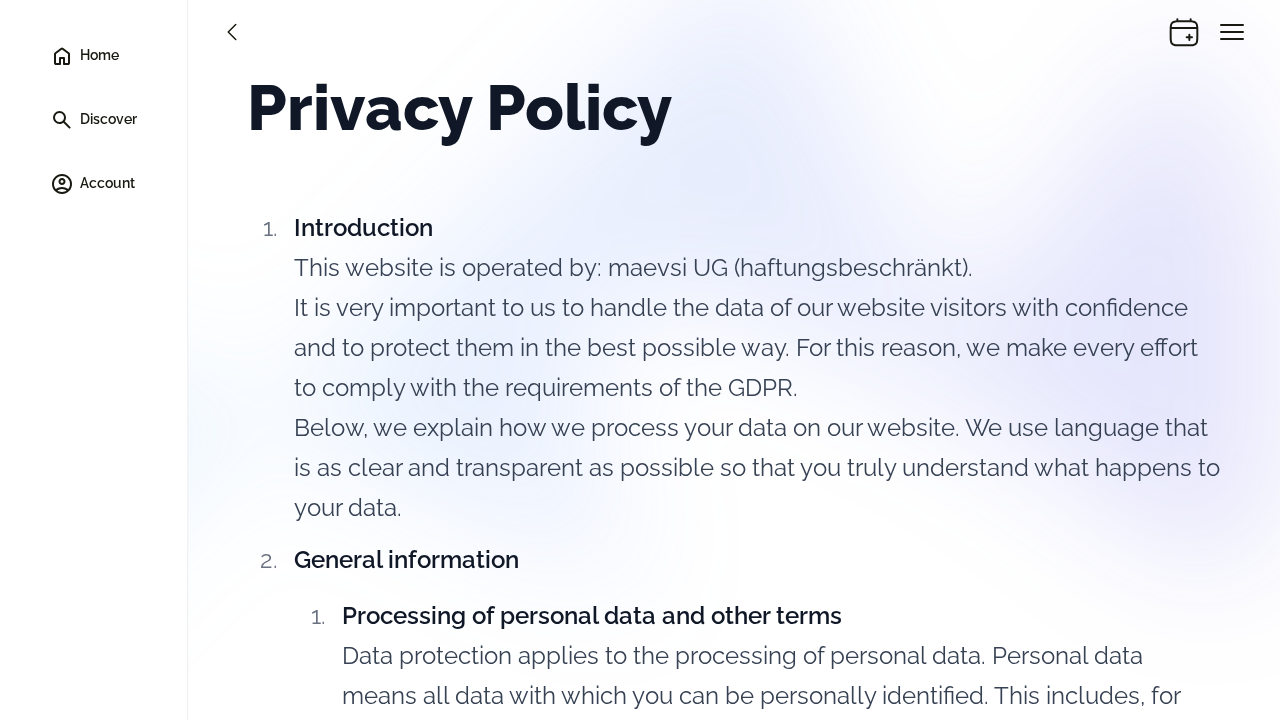 Home
Discover
Account
Privacy Policy
1. Introduction
This website is operated by: maevsi UG (haftungsbeschränkt).
It is very important to us to handle the data of our website visitors with confidence
and to protect them in the best possible way. For this reason, we make every effort
to comply with the requirements of the GDPR.
Below, we explain how we process your data on our website. We use language that
is as clear and transparent as possible so that you truly understand what happens to
your data.
2. General information
1. Processing of personal data and other terms
Data protection applies to the processing of personal data. Personal data
means all data with which you can be personally identified. This includes, for